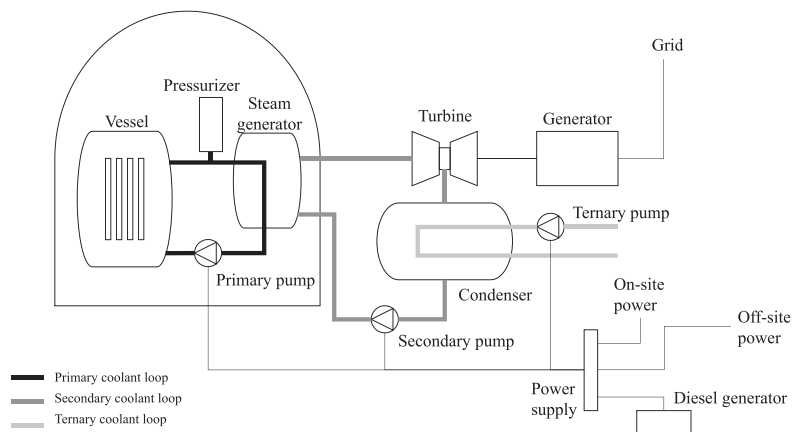 Grid
Pressurizer
Steam
generator
Vessel
Turbine
Generator
Ternary pump
Primary pump
Condenser
On-site
power
Off-site
power
Secondary pump
Primary coolant loop
Secondary coolant loop
Ternary coolant loop
Power
supply
Diesel generator